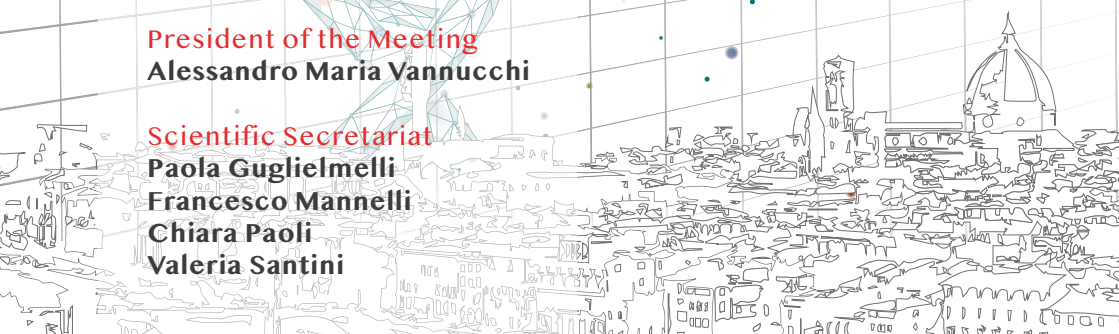 President of the Meeting
Alessandro Maria Vannucchi
Scientific Secretariat
Paola Guglielmelli
Francesco Mannelli
Chiara Paoli
Valeria Santini